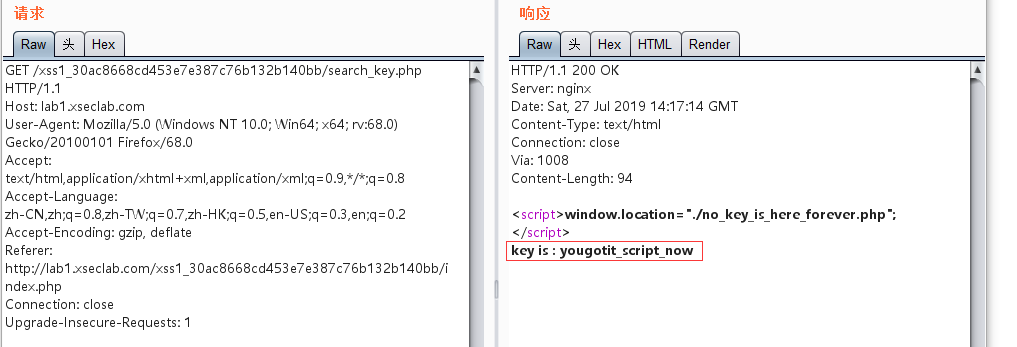 请求
Raw 头 Hex
GET /xss1_30ac8668cd453e7e387c76b132b140bb/search_key.php
HTTP/1.1
Host: lab1.xseclab.com
User-Agent: Mozilla/5.0 (Windows NT 10.0; Win64; x64; rv:68.0)
Gecko/20100101 Firefox/68.0
Accept:
text/html,application/xhtml+xml,application/xml;q=0.9,*/*;q=0.8
Accept-Language:
zh-CN,zh;q=0.8,zh-TW;q=0.7,zh-HK;q=0.5,en-US;q=0.3,en;q=0.2
Accept-Encoding: gzip, deflate
Referer:
http://lab1.xseclab.com/xss1_30ac8668cd453e7e387c76b132b140bb/i
ndex.php
Connection: close
Upgrade-Insecure-Requests: 1
响应
Raw 头 Hex HTML Render
HTTP/1.1 200 OK
Server: nginx
Date: Sat, 27 Jul 2019 14:17:14 GMT
Content-Type: text/html
Connection: close
Via: 1008
Content-Length: 94
<script>window.location="./no_key_is_here_forever.php";
</script>
key is : yougotit_script_now